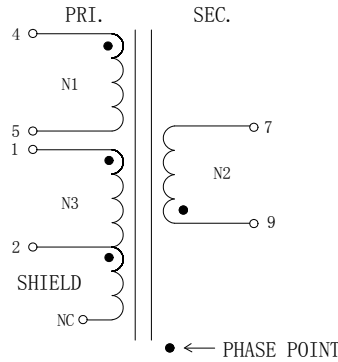 PRI. SEC.
4
N1
5
1
7
N3
N2
2
9
SHIELD
NC
PHASE POINT